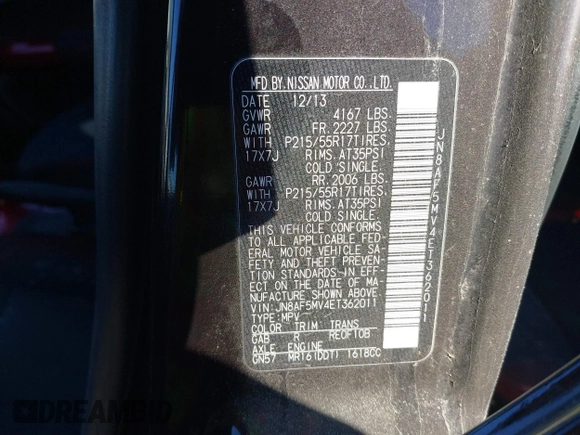 MFD BY NISSAN MOTOR CO.,LTD.
DATE 12/13
GVWR 4167 LBS.
GAWR FR. 2227 LBS.
WITH P215/55R17TIRES,
17X7J RIMS, AT35PSI
COLD SINGLE.
GAWR RR. 2006 LBS.
WITH P215/55R17TIRES,
17X7J RIMS, AT35PSI
COLD SINGLE.
THIS VEHICLE CONFORMS
TO ALL APPLICABLE FED-
ERAL MOTOR VEHICLE SA-
FETY AND THEFT PREVENTION
STANDARDS IN EFF-
ECT ON THE DATE OF MA-
NUFACTURE SHOWN ABOVE.
VIN:JN8AF5MV4ET362011
TYPE:MPV
COLOR TRIM TRANS
GAB R RE0F10B
AXLE ENGINE
GN57 MR16(DDT) 1618CC
JN8AF5MV4ET362011
DREAMBID